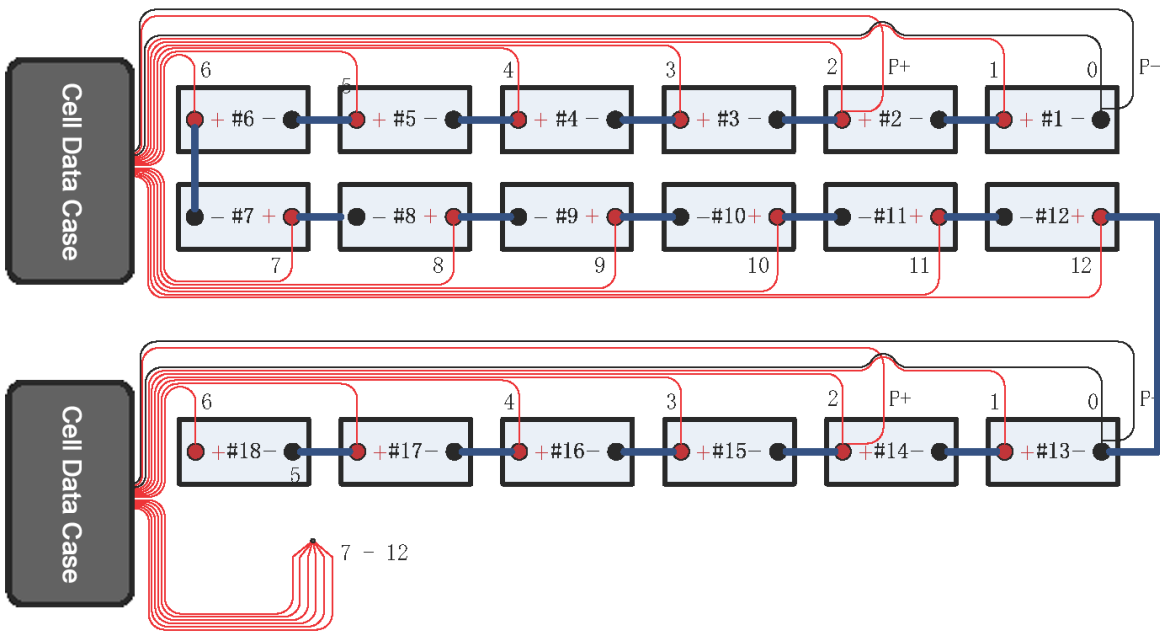 Cell Data Case
6 5 4 3 2 P+ 1 0 P-
+ #6 - + #5 - + #4 - + #3 - + #2 - + #1 -
- #7 + - #8 + - #9 + -#10+ -#11+ -#12+
7 8 9 10 11 12
Cell Data Case
6 4 3 2 P+ 1 0 P-
+#18- +#17- +#16- +#15- +#14- +#13-
5
7 - 12